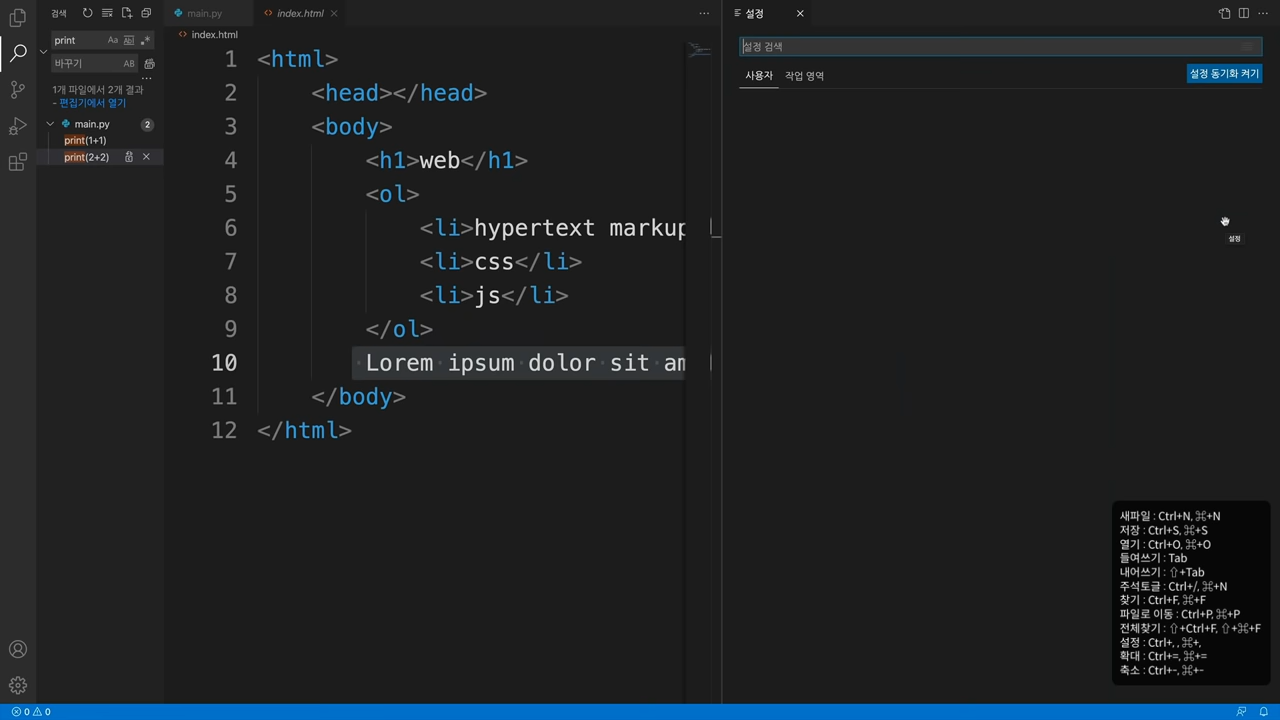 검색
print
Aa
ab
.*
바꾸기
AB
1개 파일에서 2개 결과
- 편집기에서 열기
main.py
2
print(1+1)
print(2+2)
main.py
index.html
index.html
1 <html>
2 <head></head>
3 <body>
4 <h1>web</h1>
5 <ol>
6 <li>hypertext markup
7 <li>css</li>
8 <li>js</li>
9 </ol>
10 Lorem ipsum dolor sit am
11 </body>
12 </html>
설정
설정 검색
사용자 작업 영역
설정 동기화 켜기
설정
새파일 : Ctrl+N, ⌘+N
저장 : Ctrl+S, ⌘+S
열기 : Ctrl+O, ⌘+O
들여쓰기 : Tab
내어쓰기 : ⇧+Tab
주석토글 : Ctrl+/, ⌘+N
찾기 : Ctrl+F, ⌘+F
파일로 이동 : Ctrl+P, ⌘+P
전체찾기 : ⇧+Ctrl+F, ⇧+⌘+F
설정 : Ctrl+, , ⌘+,
확대 : Ctrl+=, ⌘+=
축소 : Ctrl+-, ⌘+-
0 0